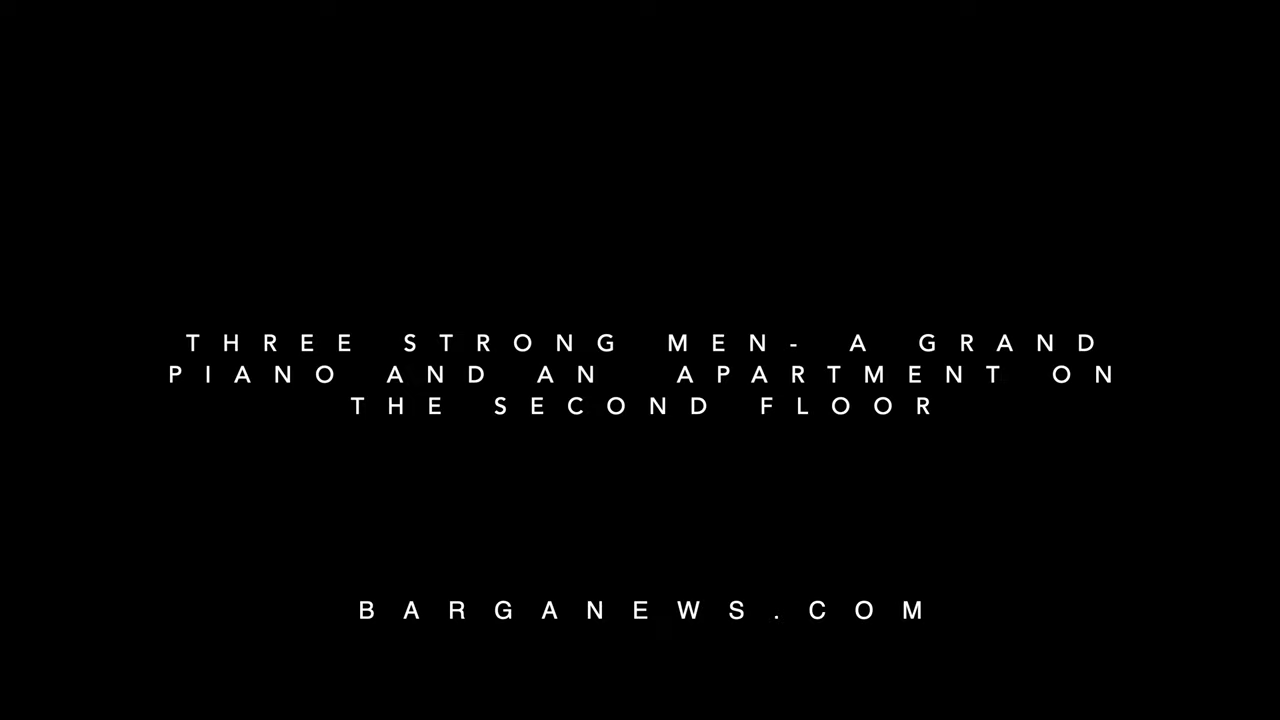 THREE STRONG MEN- A GRAND
PIANO AND AN APARTMENT ON
THE SECOND FLOOR
BARGANEWS.COM